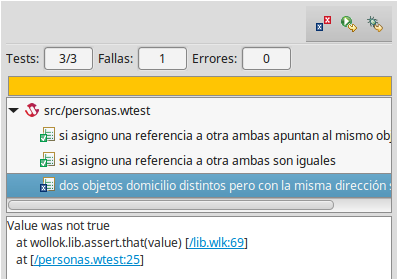 Tests: 3/3 Fallas: 1 Errores: 0
src/personas.wtest
si asigno una referencia a otra ambas apuntan al mismo obj
si asigno una referencia a otra ambas son iguales
dos objetos domicilio distintos pero con la misma dirección s
Value was not true
at wollok.lib.assert.that(value) [/lib.wlk:69]
at [/personas.wtest:25]